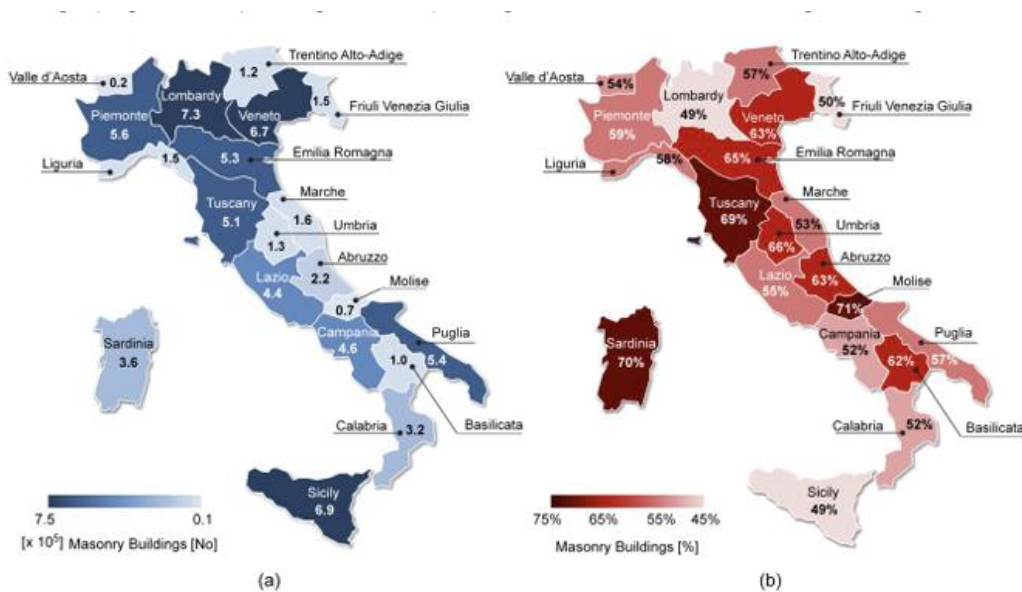 Trentino Alto-Adige
Valle d'Aosta
0.2
1.2
Lombardy
7.3
1.5
Friuli Venezia Giulia
Piemonte
5.6
Veneto
6.7
Liguria
1.5
5.3
Emilia Romagna
Marche
Tuscany
5.1
1.6
Umbria
1.3
Abruzzo
2.2
Lazio
4.4
Molise
0.7
Campania
4.6
Puglia
5.4
1.0
Sardinia
3.6
Basilicata
Calabria
3.2
Sicily
6.9
7.5 0.1
[x 10⁵] Masonry Buildings [No]
(a)
Trentino Alto-Adige
Valle d'Aosta
54%
57%
Lombardy
49%
50%
Friuli Venezia Giulia
Piemonte
59%
Veneto
63%
Liguria
58%
65%
Emilia Romagna
Marche
Tuscany
69%
53%
Umbria
66%
Abruzzo
63%
Lazio
55%
Molise
71%
Campania
52%
Puglia
57%
62%
Sardinia
70%
Basilicata
Calabria
52%
Sicily
49%
75% 65% 55% 45%
Masonry Buildings [%]
(b)